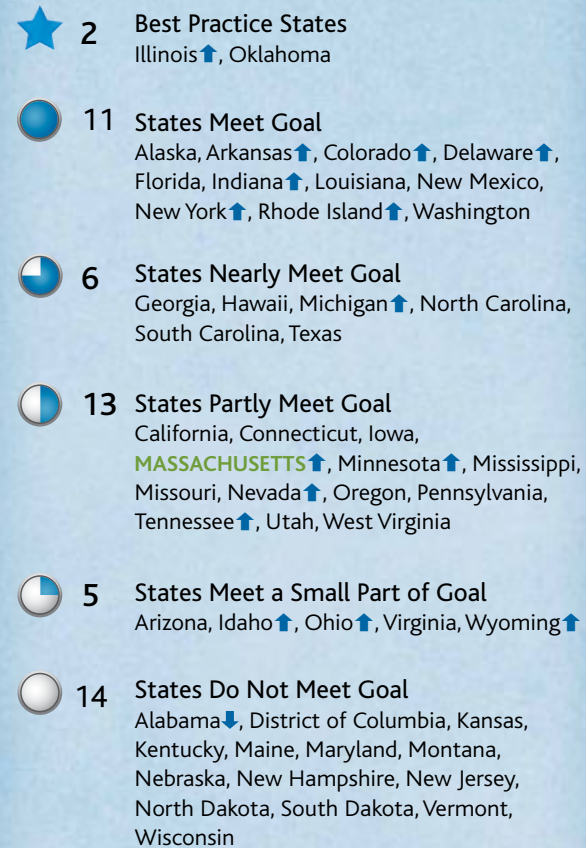 2 Best Practice States
Illinois⬆, Oklahoma
11 States Meet Goal
Alaska, Arkansas⬆, Colorado⬆, Delaware⬆,
Florida, Indiana⬆, Louisiana, New Mexico,
New York⬆, Rhode Island⬆, Washington
6 States Nearly Meet Goal
Georgia, Hawaii, Michigan⬆, North Carolina,
South Carolina, Texas
13 States Partly Meet Goal
California, Connecticut, Iowa,
MASSACHUSETTS⬆, Minnesota⬆, Mississippi,
Missouri, Nevada⬆, Oregon, Pennsylvania,
Tennessee⬆, Utah, West Virginia
5 States Meet a Small Part of Goal
Arizona, Idaho⬆, Ohio⬆, Virginia, Wyoming⬆
14 States Do Not Meet Goal
Alabama⬇, District of Columbia, Kansas,
Kentucky, Maine, Maryland, Montana,
Nebraska, New Hampshire, New Jersey,
North Dakota, South Dakota, Vermont,
Wisconsin